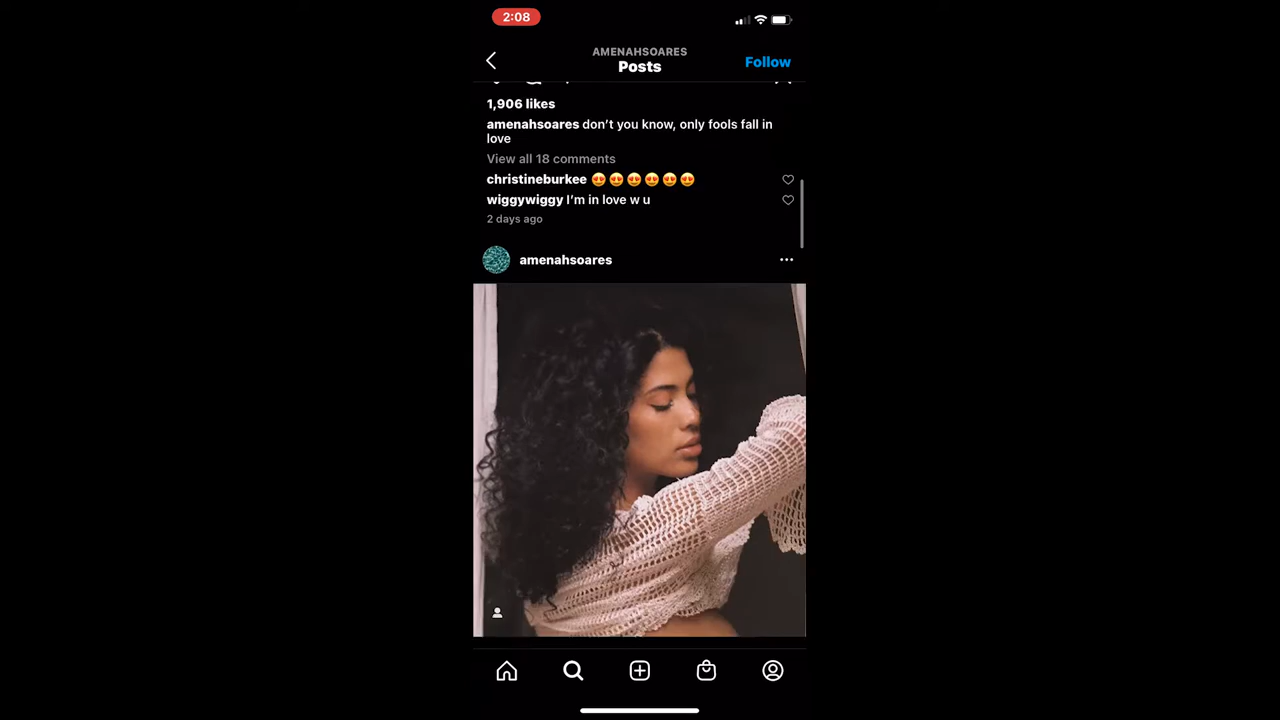 2:08
AMENAHSOARES
Posts
Follow
1,906 likes
amenahsoares don’t you know, only fools fall in
love
View all 18 comments
christineburkee 😍😍😍😍😍😍
wiggywiggy I’m in love w u
2 days ago
amenahsoares